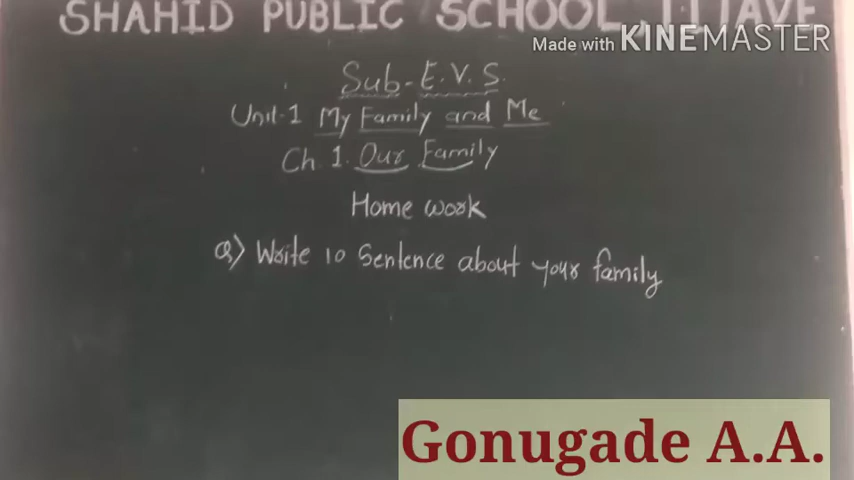 SHAHID PUBLIC SCHOOL
Made with KINEMASTER
Sub - E.V.S.
Unit-1 My Family and Me
Ch 1. Our Family
Home work
Q) Write 10 Sentence about your family
Gonugade A.A.